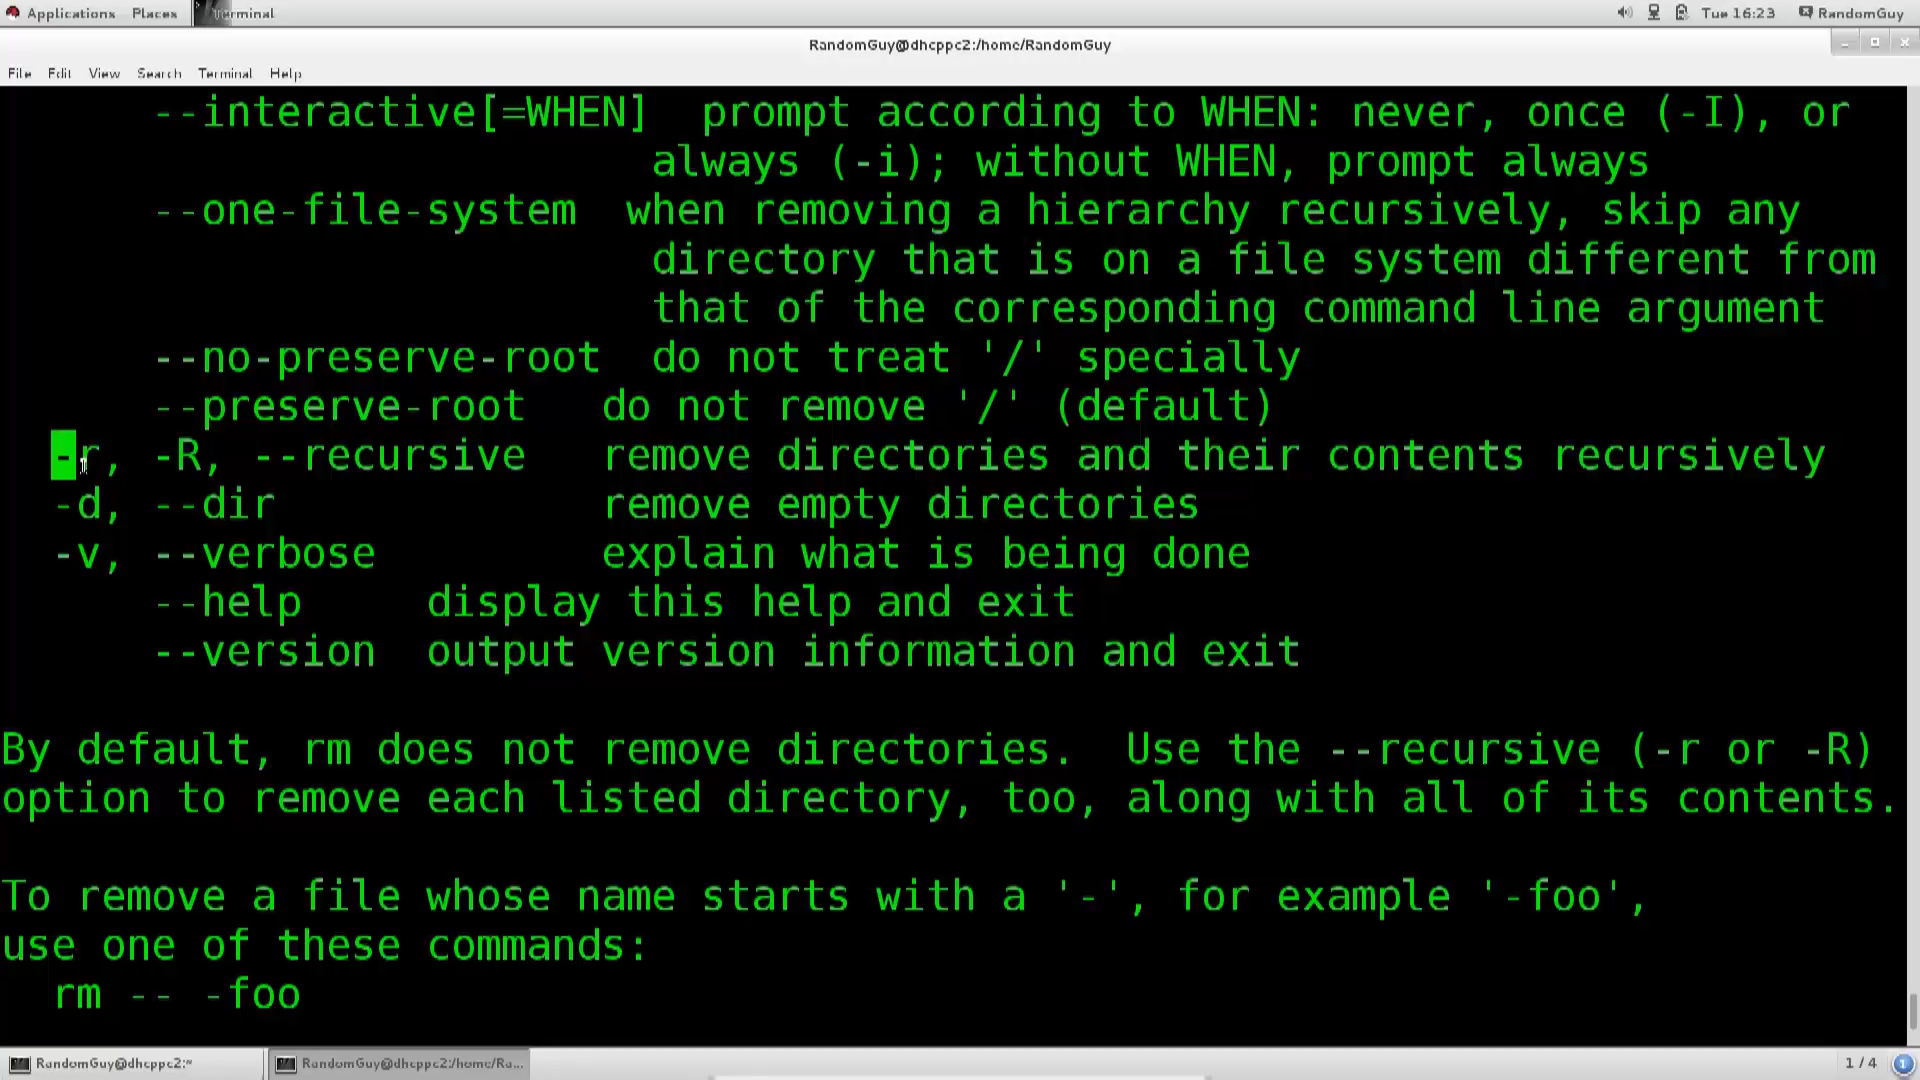 Applications Places Terminal Tue 16:23 RandomGuy
RandomGuy@dhcppc2:/home/RandomGuy
File Edit View Search Terminal Help
--interactive[=WHEN] prompt according to WHEN: never, once (-I), or
always (-i); without WHEN, prompt always
--one-file-system when removing a hierarchy recursively, skip any
directory that is on a file system different from
that of the corresponding command line argument
--no-preserve-root do not treat '/' specially
--preserve-root do not remove '/' (default)
-r, -R, --recursive remove directories and their contents recursively
-d, --dir remove empty directories
-v, --verbose explain what is being done
--help display this help and exit
--version output version information and exit
By default, rm does not remove directories. Use the --recursive (-r or -R)
option to remove each listed directory, too, along with all of its contents.
To remove a file whose name starts with a '-', for example '-foo',
use one of these commands:
rm -- -foo
RandomGuy@dhcppc2:~ RandomGuy@dhcppc2:/home/Ra... 1 / 4 1